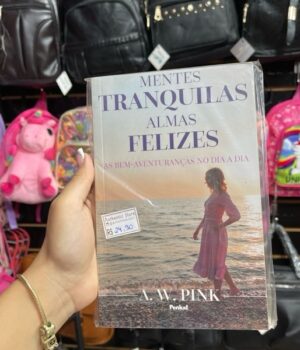 MENTES
TRANQUILAS
ALMAS
FELIZES
AS BEM-AVENTURANÇAS NO DIA A DIA
R$ 24,90
A. W. PINK
Penkal